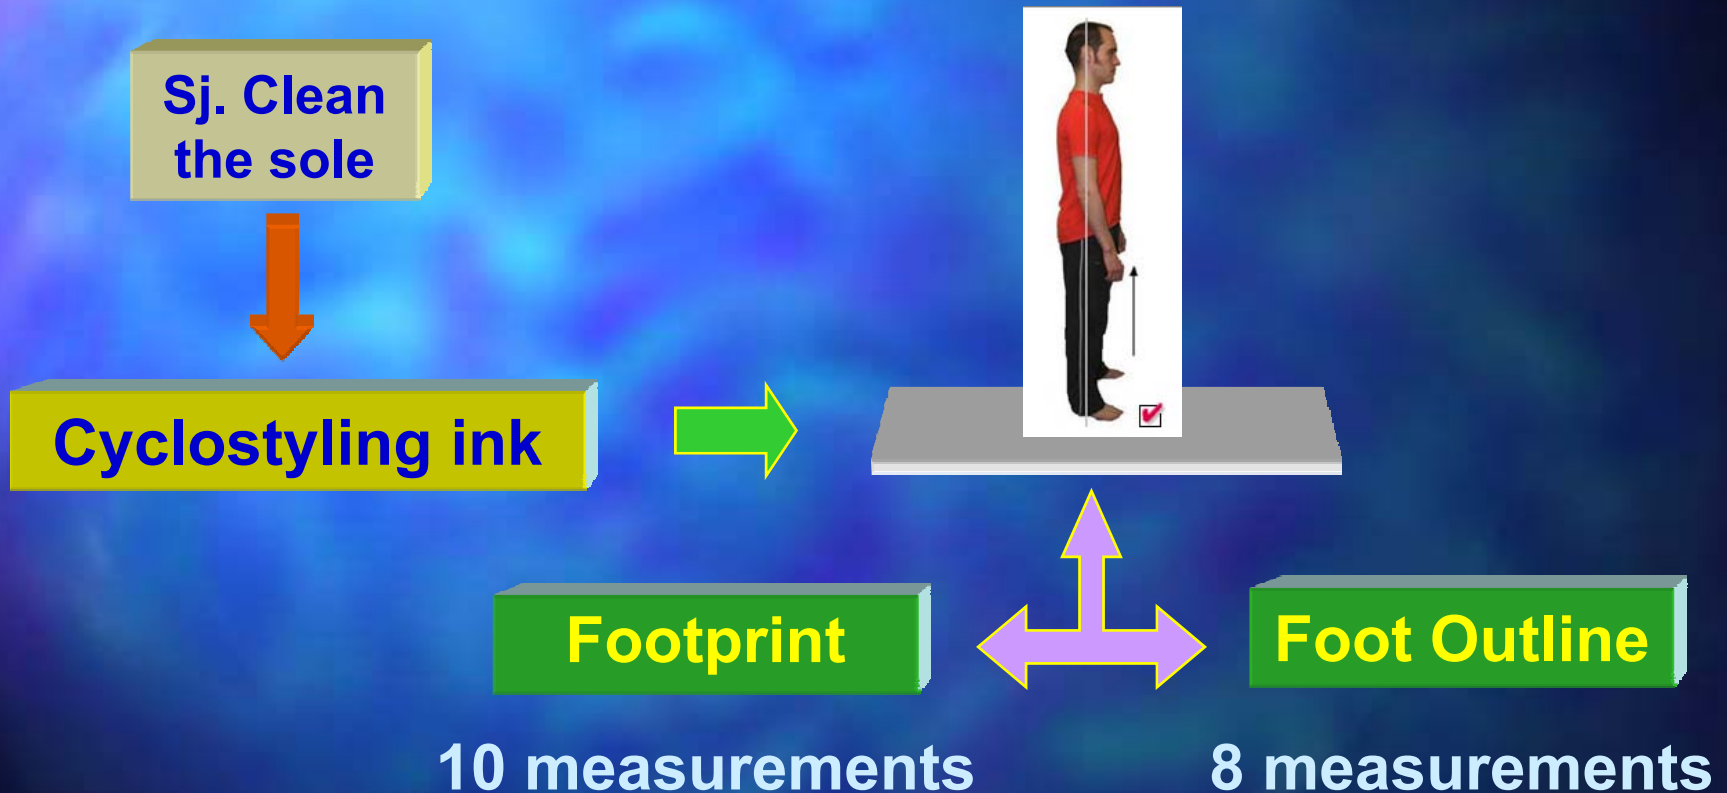 Sj. Clean
the sole
Cyclostyling ink
Footprint
Foot Outline
10 measurements
8 measurements